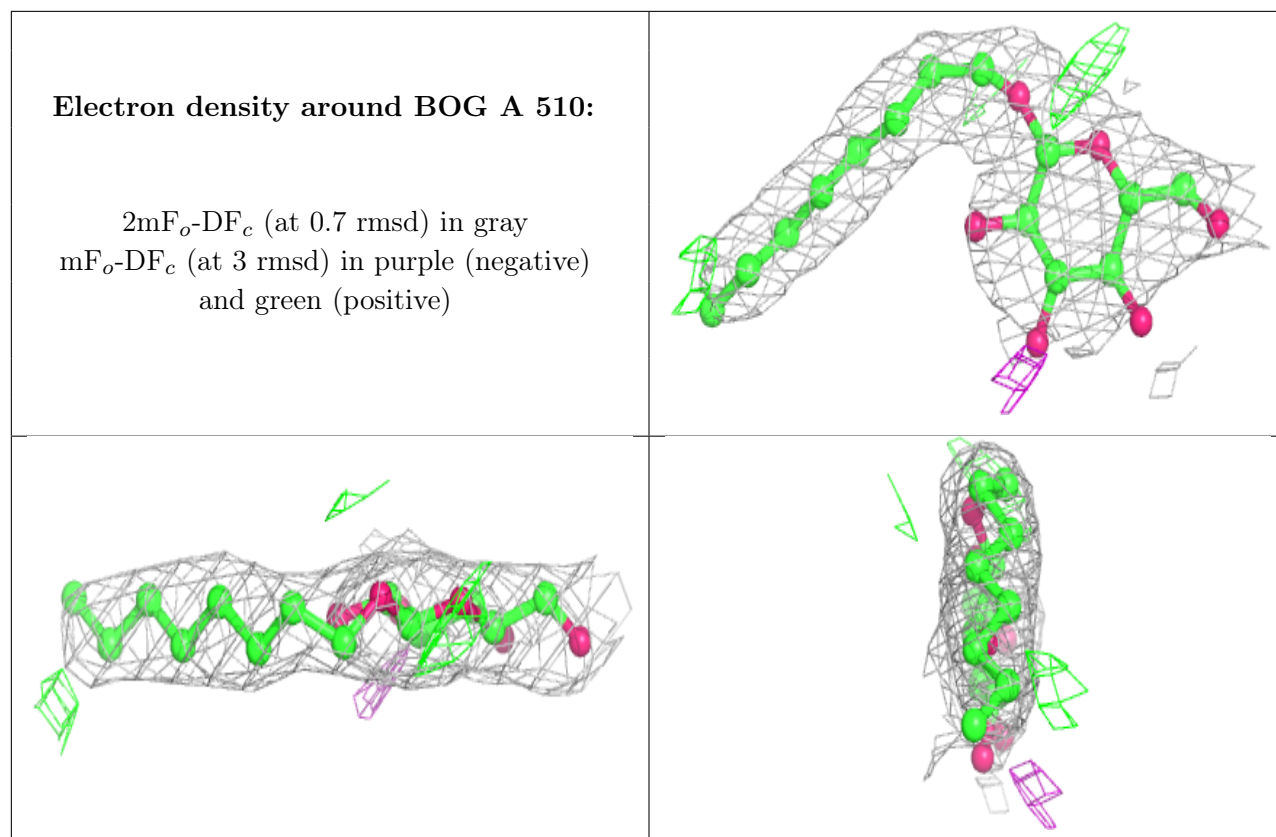 Electron density around BOG A 510:
2mFo-DFc (at 0.7 rmsd) in gray
mFo-DFc (at 3 rmsd) in purple (negative)
and green (positive)